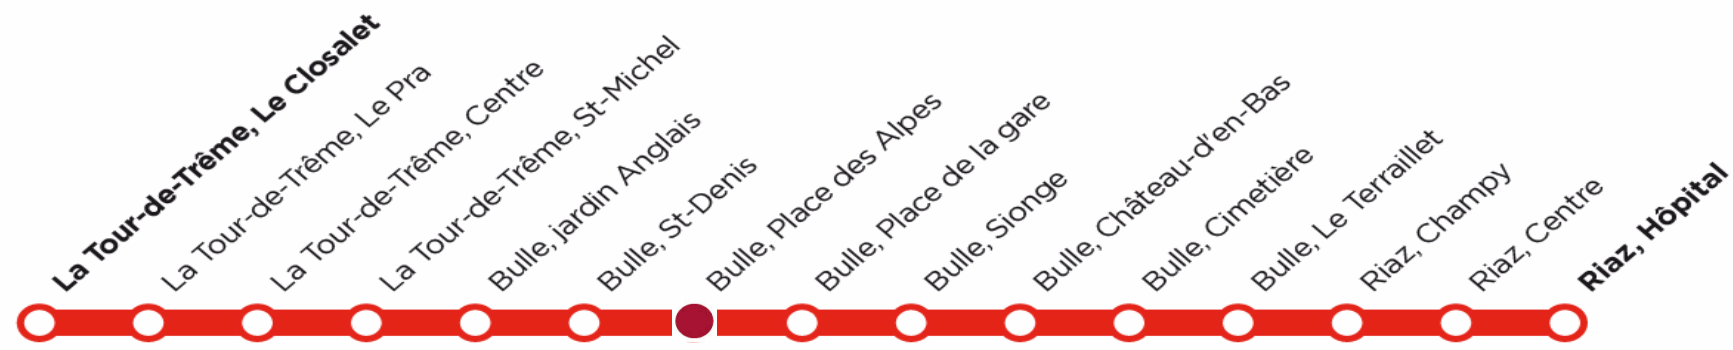 La Tour-de-Trême, Le Closalet
La Tour-de-Trême, Le Pra
La Tour-de-Trême, Centre
La Tour-de-Trême, St-Michel
Bulle, jardin Anglais
Bulle, St-Denis
Bulle, Place des Alpes
Bulle, Place de la gare
Bulle, Sionge
Bulle, Château-d'en-Bas
Bulle, Cimetière
Bulle, Le Terraillet
Riaz, Champy
Riaz, Centre
Riaz, Hôpital